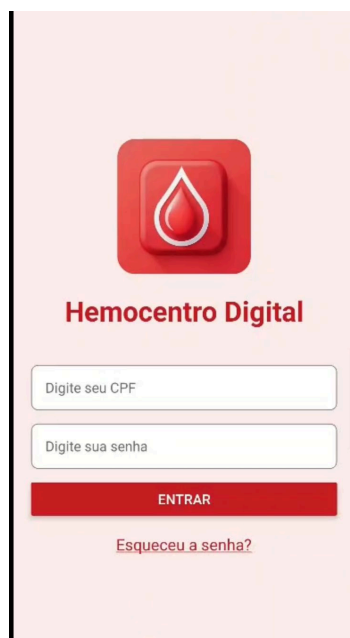 Hemocentro Digital
Digite seu CPF
Digite sua senha
ENTRAR
Esqueceu a senha?